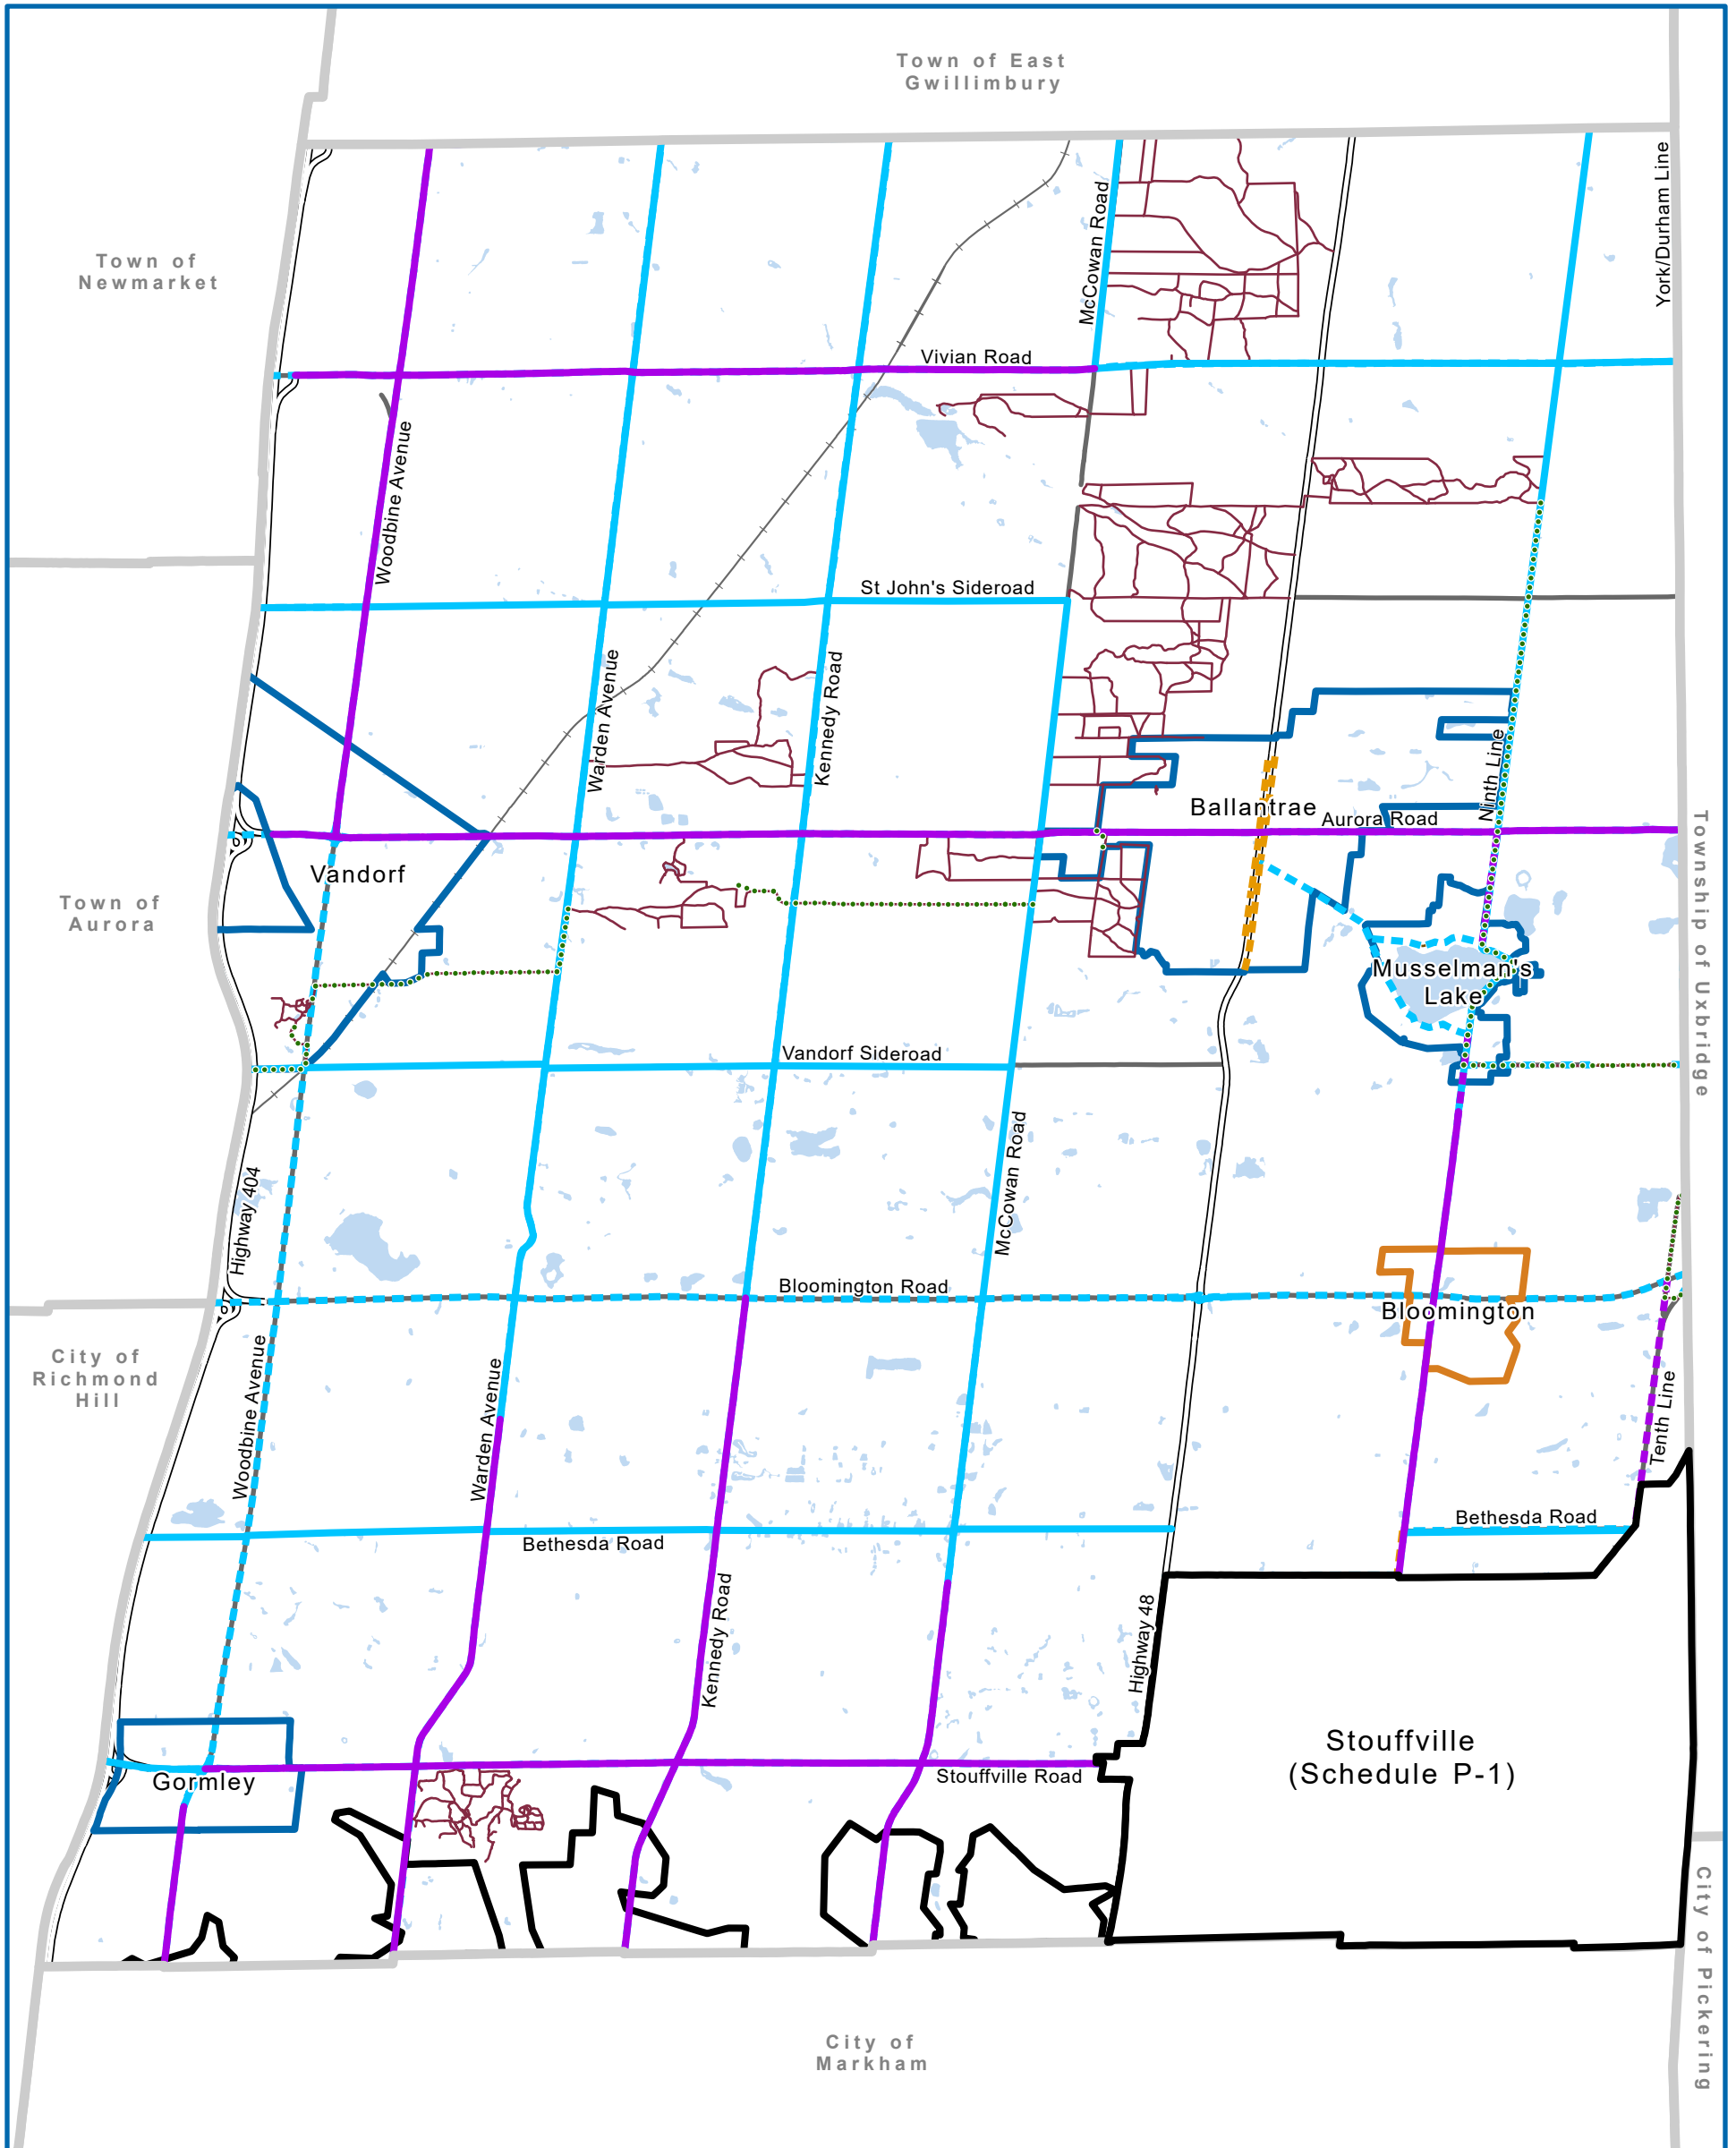 Town of East
Gwillimbury
York/Durham Line
McCowan Road
Town of
Newmarket
Vivian Road
Woodbine Avenue
St John's Sideroad
Warden Avenue
Kennedy Road
Ninth Line
Ballantrae
Aurora Road
Township of Uxbridge
Vandorf
Town of
Aurora
Musselman's
Lake
Vandorf Sideroad
McCowan Road
Highway 404
Bloomington Road
Bloomington
City of
Richmond
Hill
Woodbine Avenue
Warden Avenue
Tenth Line
Bethesda Road
Bethesda Road
Kennedy Road
Highway 48
Stouffville
(Schedule P-1)
Gormley
Stouffville Road
City of Pickering
City of
Markham